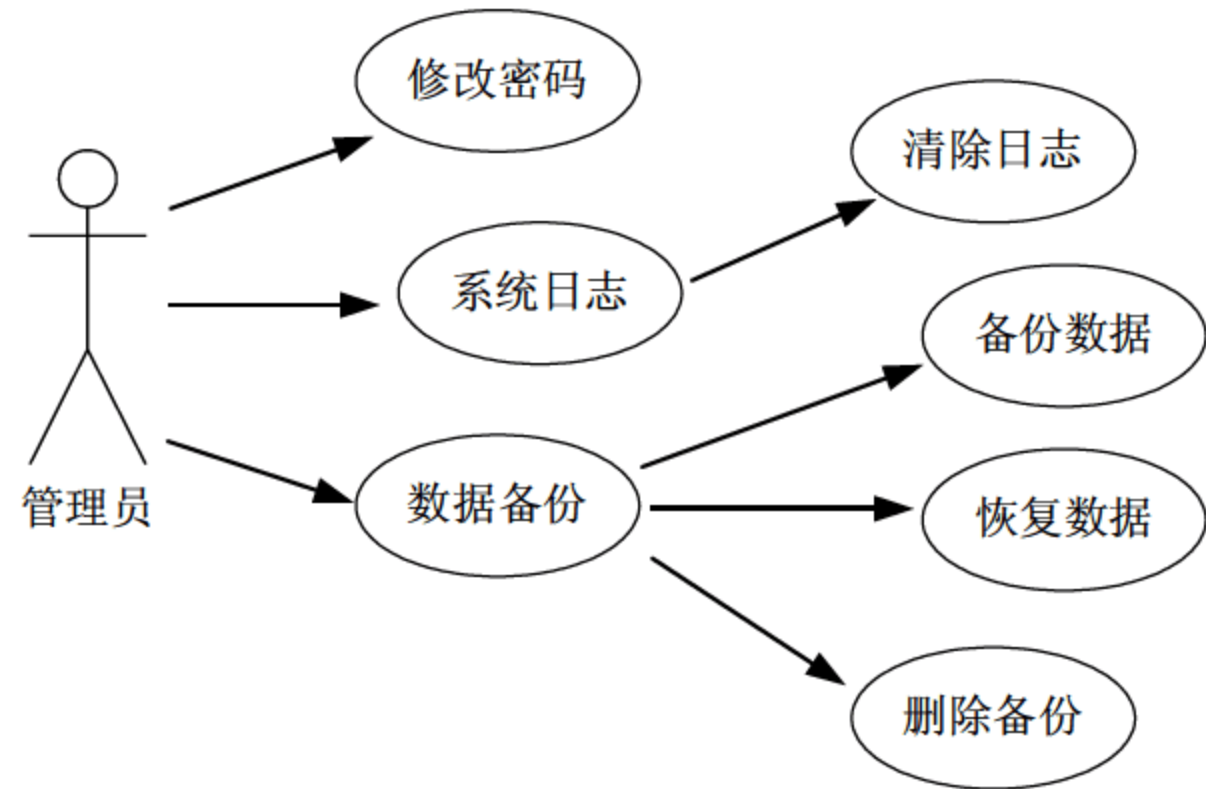 修改密码
清除日志
系统日志
备份数据
管理员
数据备份
恢复数据
删除备份